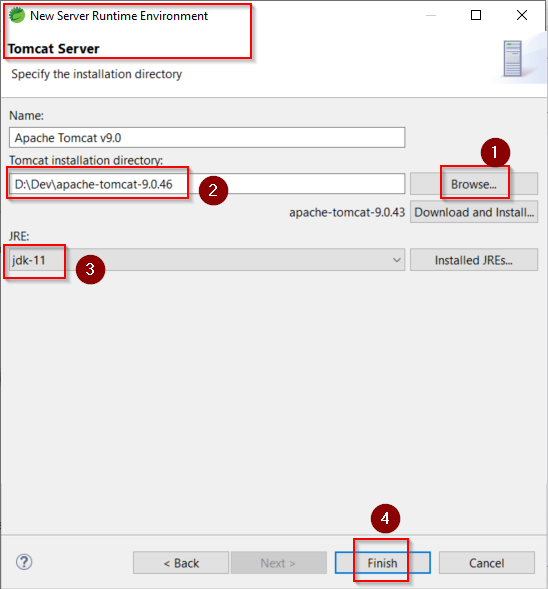 New Server Runtime Environment
Tomcat Server
Specify the installation directory
Name:
Apache Tomcat v9.0
Tomcat installation directory:
1
D:\Dev\apache-tomcat-9.0.46
2
Browse...
apache-tomcat-9.0.43
Download and Install...
JRE:
jdk-11
3
Installed JREs...
4
?
< Back
Next >
Finish
Cancel